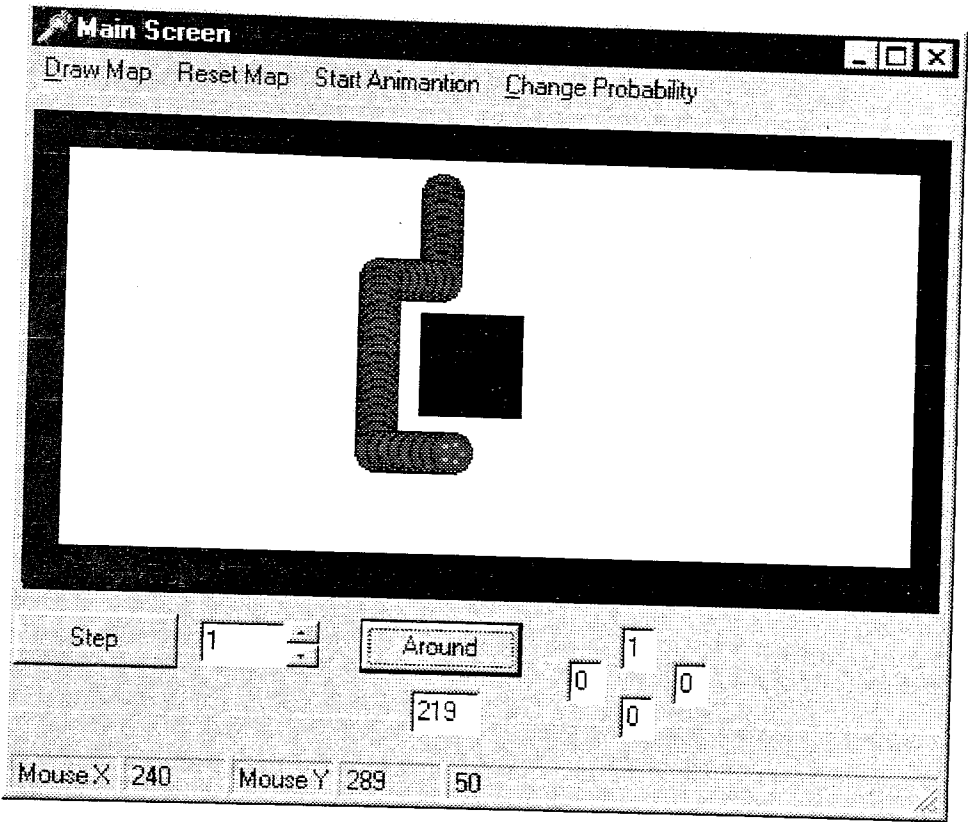 Main Screen
Draw Map Reset Map Start Animantion Change Probability
Step 1 Around 1
0 0
219 0
Mouse X 240 Mouse Y 289 50